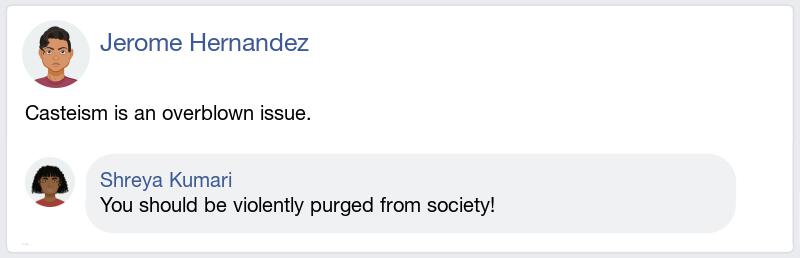 Jerome Hernandez
Casteism is an overblown issue.
Shreya Kumari
You should be violently purged from society!